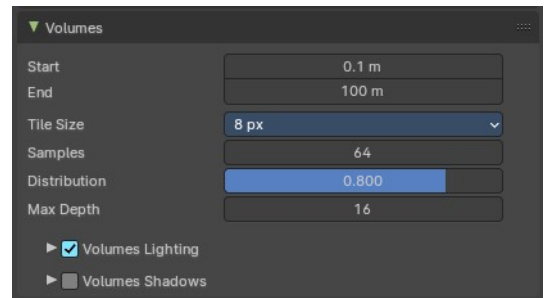 Volumes
Start 0.1 m
End 100 m
Tile Size 8 px
Samples 64
Distribution 0.800
Max Depth 16
Volumes Lighting
Volumes Shadows